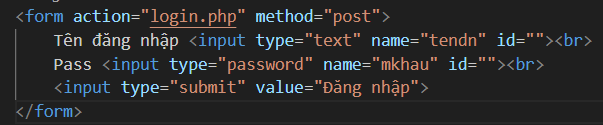 <form action="login.php" method="post">
Tên đăng nhập <input type="text" name="tendn" id=""><br>
Pass <input type="password" name="mkhau" id=""><br>
<input type="submit" value="Đăng nhập">
</form>